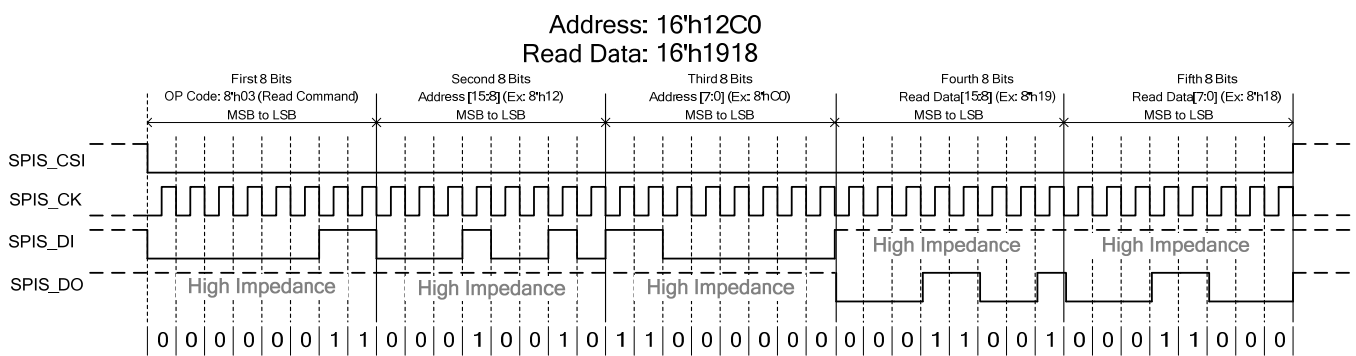 Address: 16'h12C0
Read Data: 16'h1918
First 8 Bits Second 8 Bits Third 8 Bits Fourth 8 Bits Fifth 8 Bits
OP Code: 8'h03 (Read Command) Address [15:8] (Ex: 8'h12) Address [7:0] (Ex: 8'hC0) Read Data[15:8] (Ex: 8'h19) Read Data[7:0] (Ex: 8'h18)
MSB to LSB MSB to LSB MSB to LSB MSB to LSB MSB to LSB
SPIS_CSI
SPIS_CK
SPIS_DI High Impedance High Impedance
SPIS_DO High Impedance High Impedance High Impedance
0 0 0 0 0 0 1 1 0 0 0 1 0 0 1 0 1 1 0 0 0 0 0 0 0 0 0 1 1 0 0 1 0 0 0 1 1 0 0 0